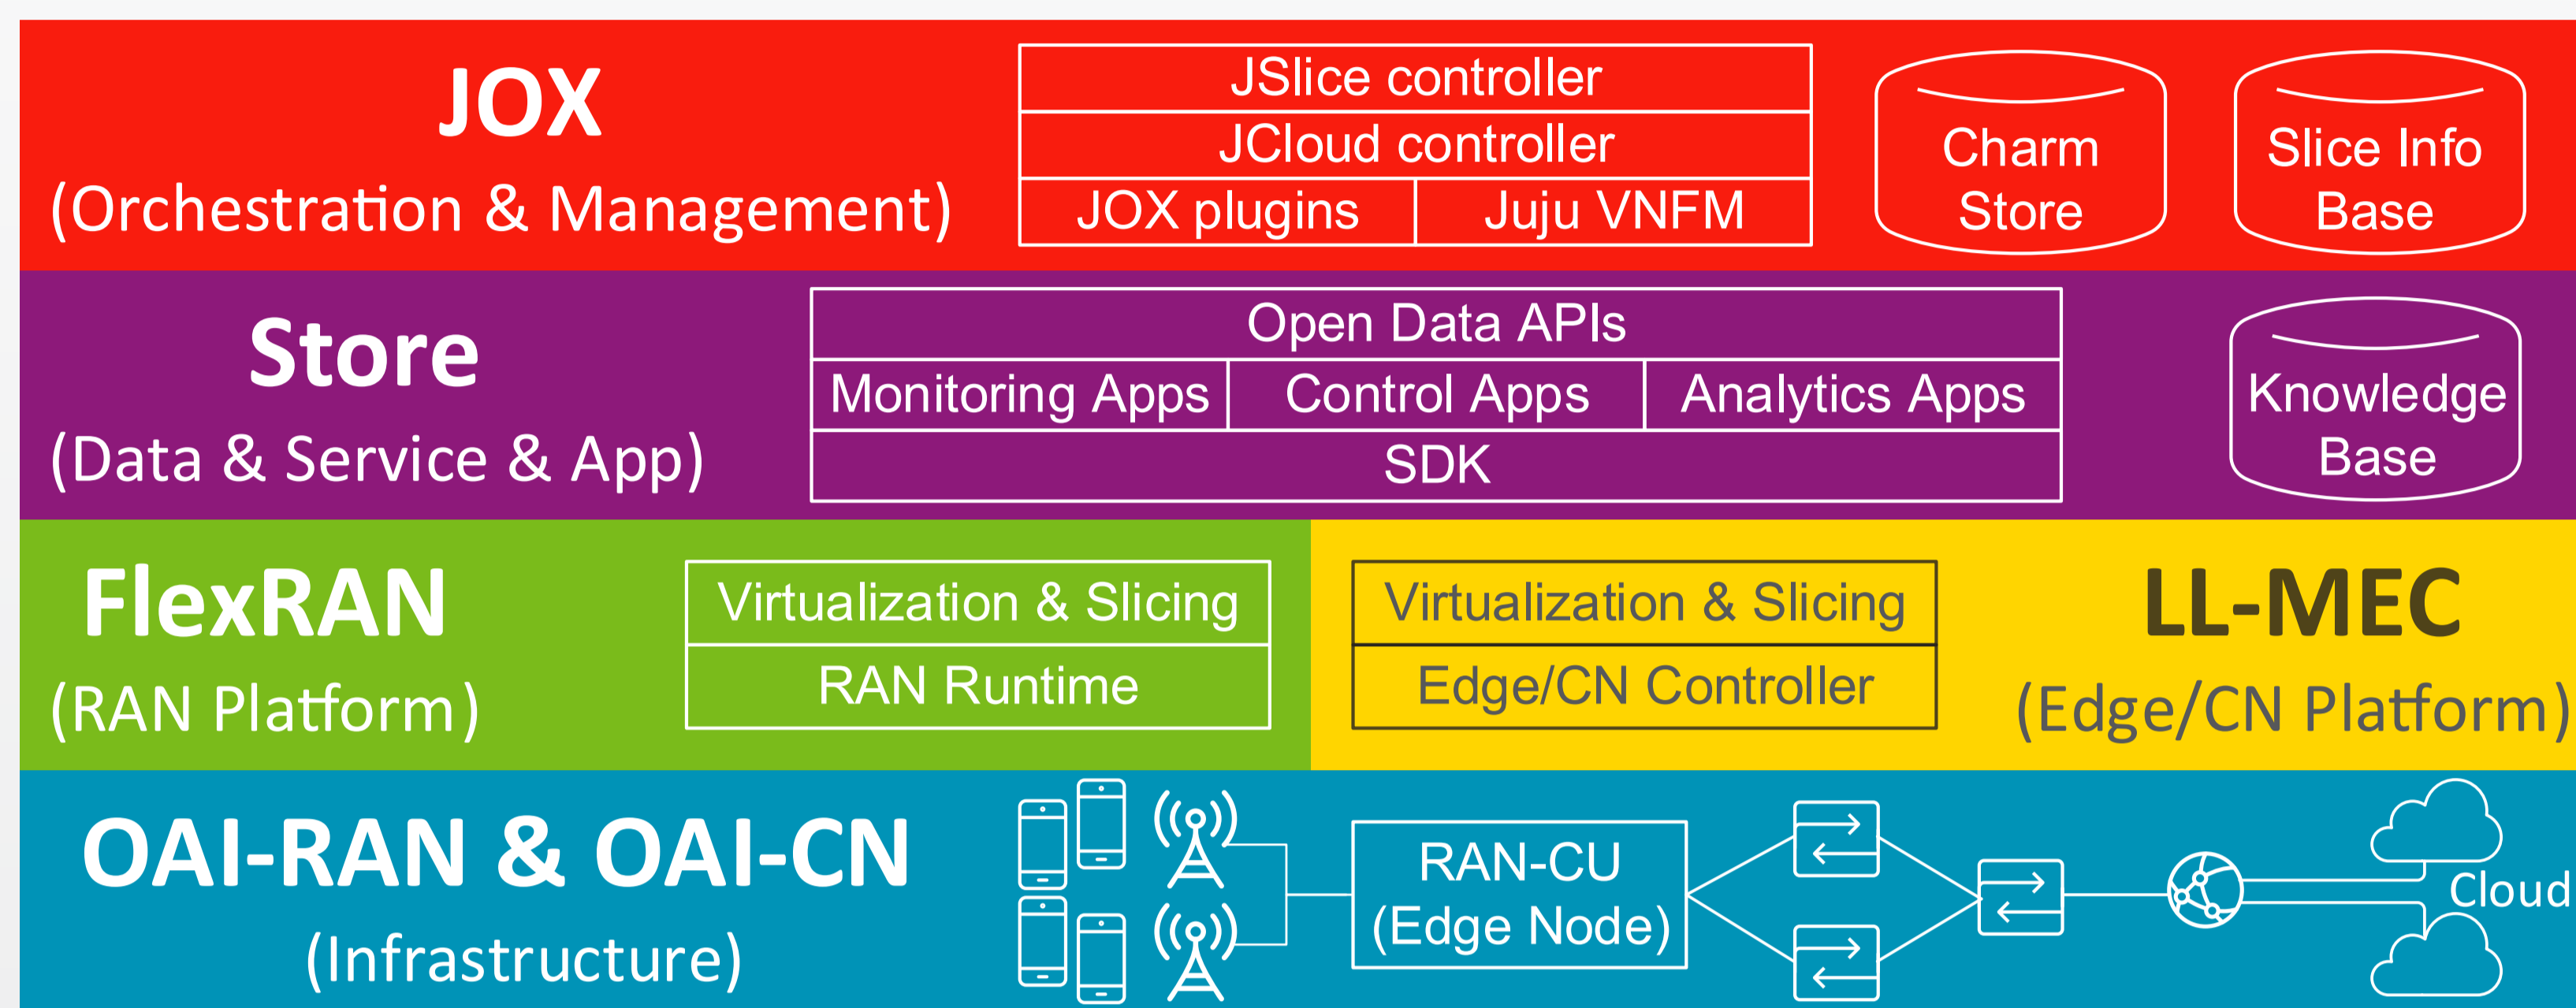 JOX
(Orchestration & Management)
JSlice controller
JCloud controller
JOX plugins
Juju VNFM
Charm
Store
Slice Info
Base
Store
(Data & Service & App)
Open Data APIs
Monitoring Apps
Control Apps
Analytics Apps
SDK
Knowledge
Base
FlexRAN
(RAN Platform)
Virtualization & Slicing
RAN Runtime
Virtualization & Slicing
Edge/CN Controller
LL-MEC
(Edge/CN Platform)
OAI-RAN & OAI-CN
(Infrastructure)
RAN-CU
(Edge Node)
Cloud